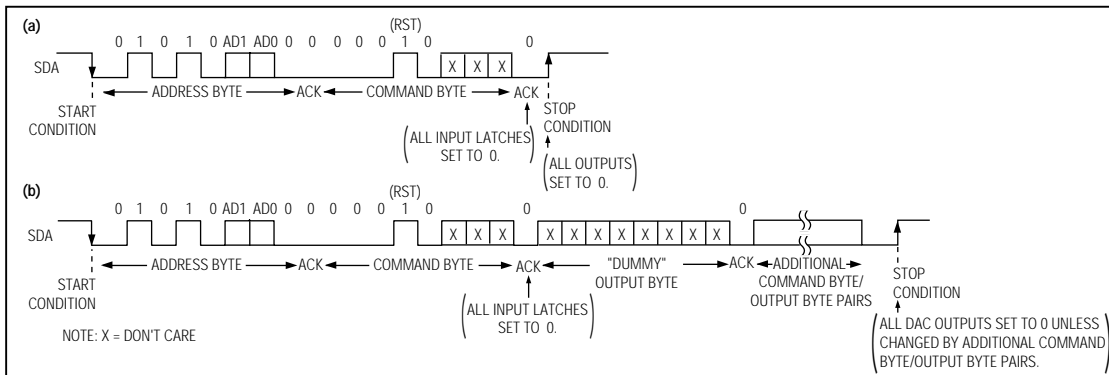 (a)
(RST)
0 1 0 1 0 AD1 AD0 0 0 0 0 0 1 0 0
SDA X X X
ADDRESS BYTE ACK COMMAND BYTE ACK
START CONDITION
STOP CONDITION
(ALL INPUT LATCHES
SET TO 0.)
(ALL OUTPUTS
SET TO 0.)
(b)
(RST)
0 1 0 1 0 AD1 AD0 0 0 0 0 0 1 0 0 0
SDA X X X X X X X X X X X
ADDRESS BYTE ACK COMMAND BYTE ACK "DUMMY" ACK ADDITIONAL
OUTPUT BYTE COMMAND BYTE/
OUTPUT BYTE PAIRS
START
CONDITION
STOP
CONDITION
(ALL INPUT LATCHES
SET TO 0.)
NOTE: X = DON'T CARE
(ALL DAC OUTPUTS SET TO 0 UNLESS
CHANGED BY ADDITIONAL COMMAND
BYTE/OUTPUT BYTE PAIRS.)